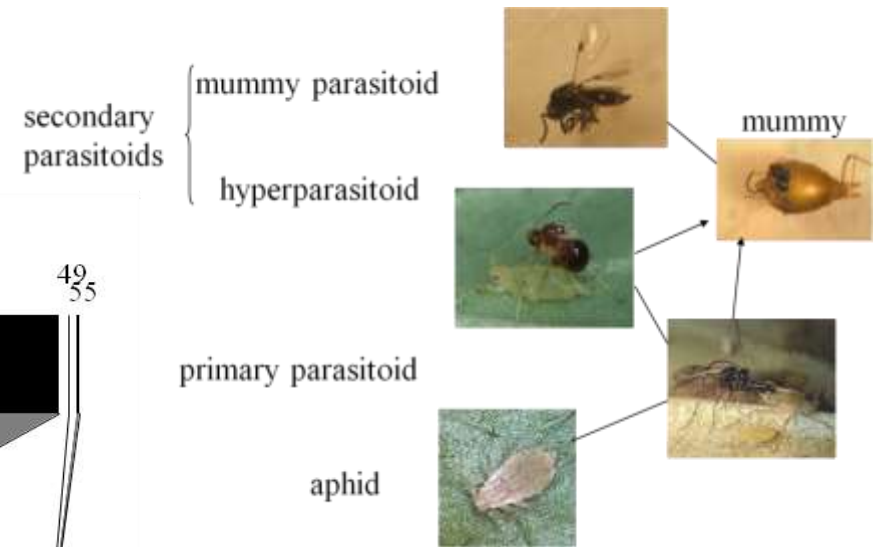 mummy parasitoid
secondary
parasitoids
mummy
hyperparasitoid
49
55
primary parasitoid
aphid